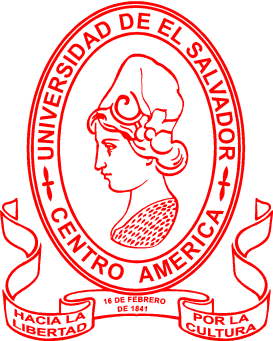 UNIVERSIDAD DE EL SALVADOR
CENTRO AMERICA
16 DE FEBRERO
DE 1841
HACIA LA
LIBERTAD
POR LA
CULTURA